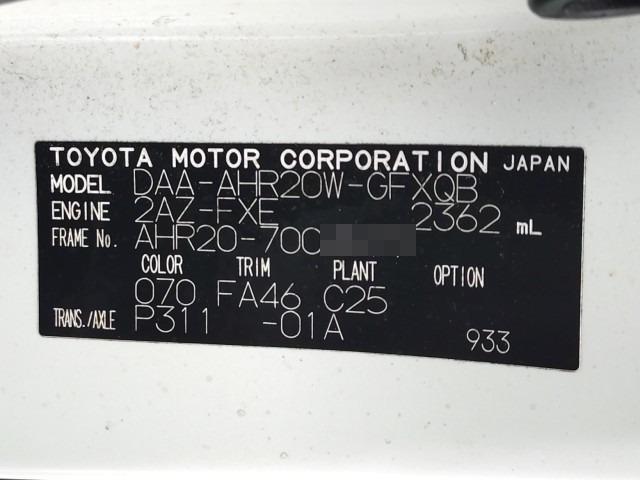 TOYOTA MOTOR CORPORATION JAPAN
MODEL DAA-AHR20W-GFXQB
ENGINE 2AZ-FXE 2362 mL
FRAME No. AHR20-700
COLOR TRIM PLANT OPTION
070 FA46 C25
TRANS./AXLE P311 -01A 933